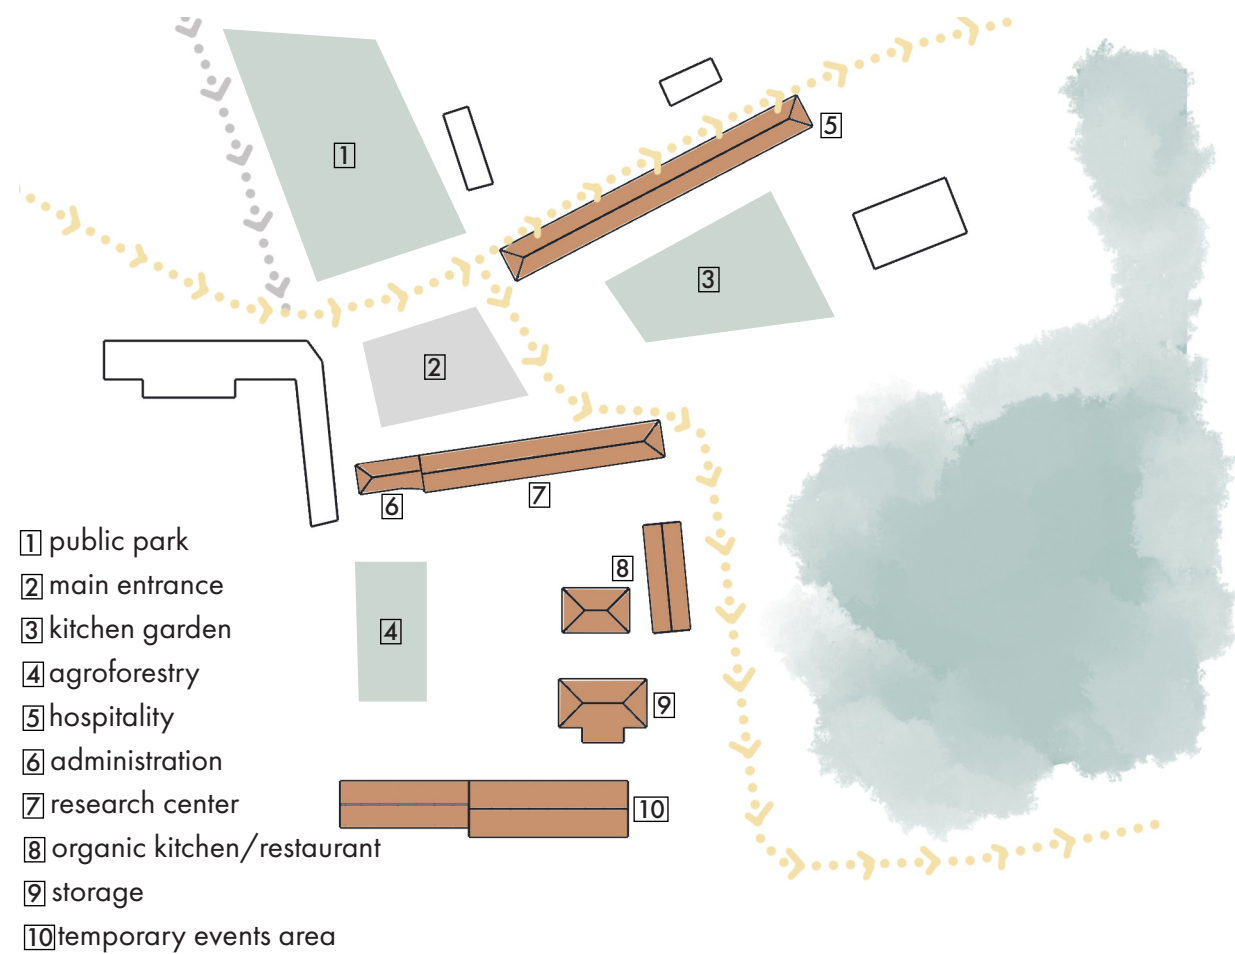 1
5
3
2
6
7
8
4
9
10
1 public park
2 main entrance
3 kitchen garden
4 agroforestry
5 hospitality
6 administration
7 research center
8 organic kitchen/restaurant
9 storage
10 temporary events area